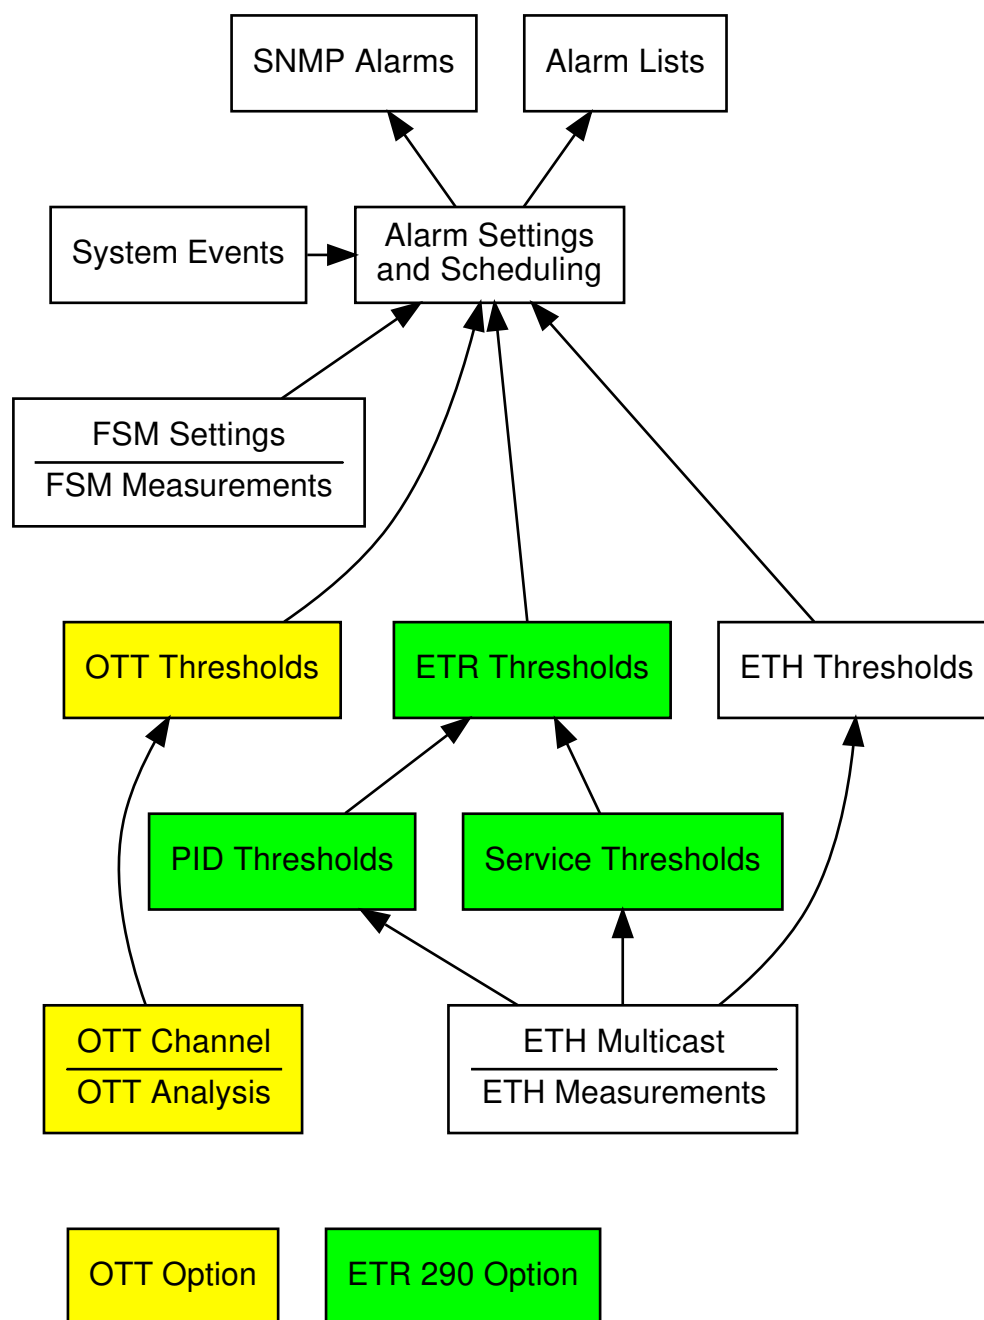 SNMP Alarms
Alarm Lists
System Events
Alarm Settings
and Scheduling
FSM Settings
FSM Measurements
OTT Thresholds
ETR Thresholds
ETH Thresholds
PID Thresholds
Service Thresholds
OTT Channel
OTT Analysis
ETH Multicast
ETH Measurements
OTT Option
ETR 290 Option